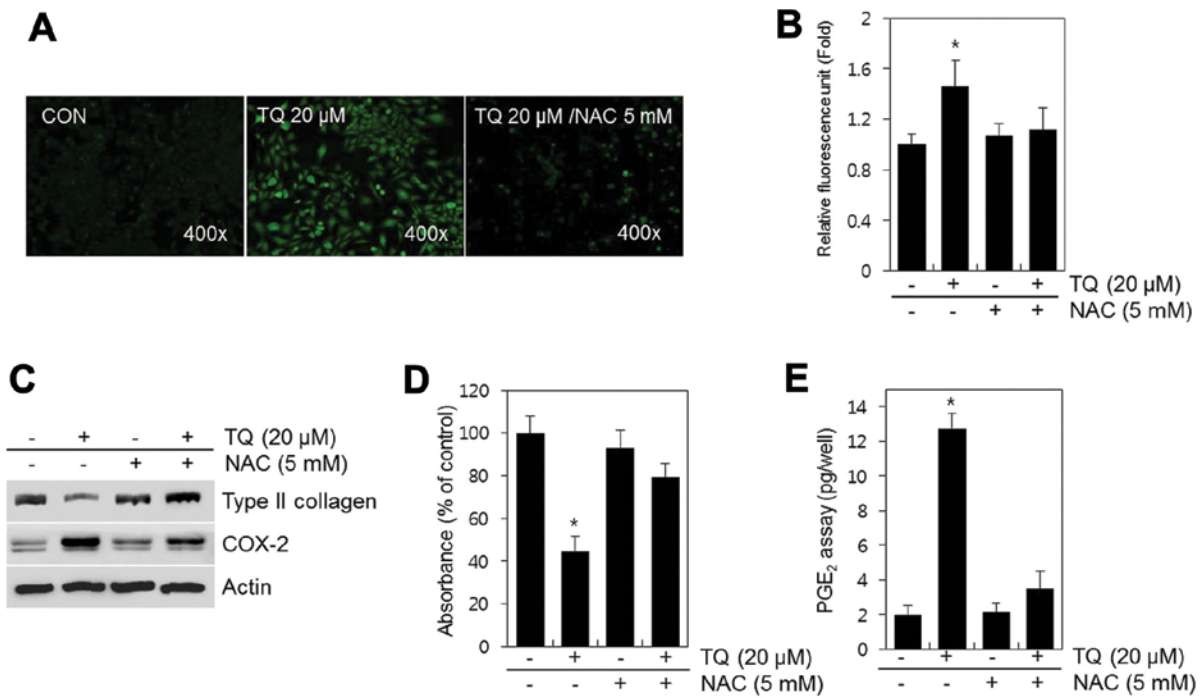 A
CON
400x
TQ 20 µM
400x
TQ 20 µM /NAC 5 mM
400x
B
Relative fluorescence unit (Fold)
2
1.6
1.2
0.8
0.4
0
*
- + - + TQ (20 µM)
- - + + NAC (5 mM)
C
- + - + TQ (20 µM)
- - + + NAC (5 mM)
Type II collagen
COX-2
Actin
D
Absorbance (% of control)
120
100
80
60
40
20
0
*
- + - + TQ (20 µM)
- - + + NAC (5 mM)
E
PGE₂ assay (pg/well)
14
12
10
8
6
4
2
0
*
- + - + TQ (20 µM)
- - + + NAC (5 mM)